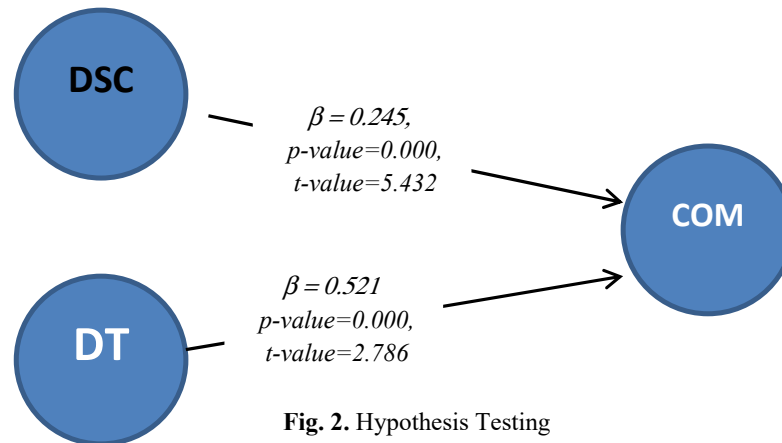 DSC
β = 0.245,
p-value=0.000,
t-value=5.432
COM
β = 0.521
p-value=0.000,
t-value=2.786
DT
Fig. 2. Hypothesis Testing